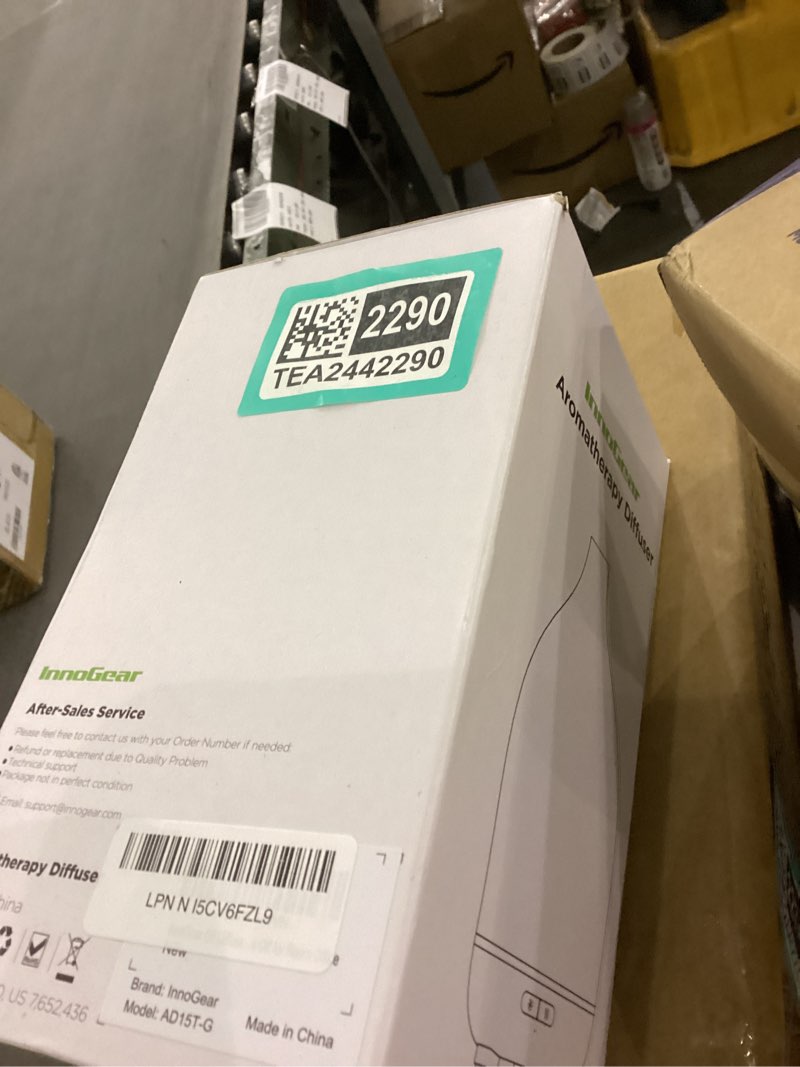 2290
TEA2442290
InnoGear
Aromatherapy Diffuser
InnoGear
After-Sales Service
Please feel free to contact us with your Order Number if needed:
• Refund or replacement due to Quality Problem
• Technical support
• Package not in perfect condition
Email: support@innogear.com
therapy Diffuse
hina
LPN N I5CV6FZL9
New
Brand: InnoGear
Model: AD15T-G
Made in China
US 7,652,436